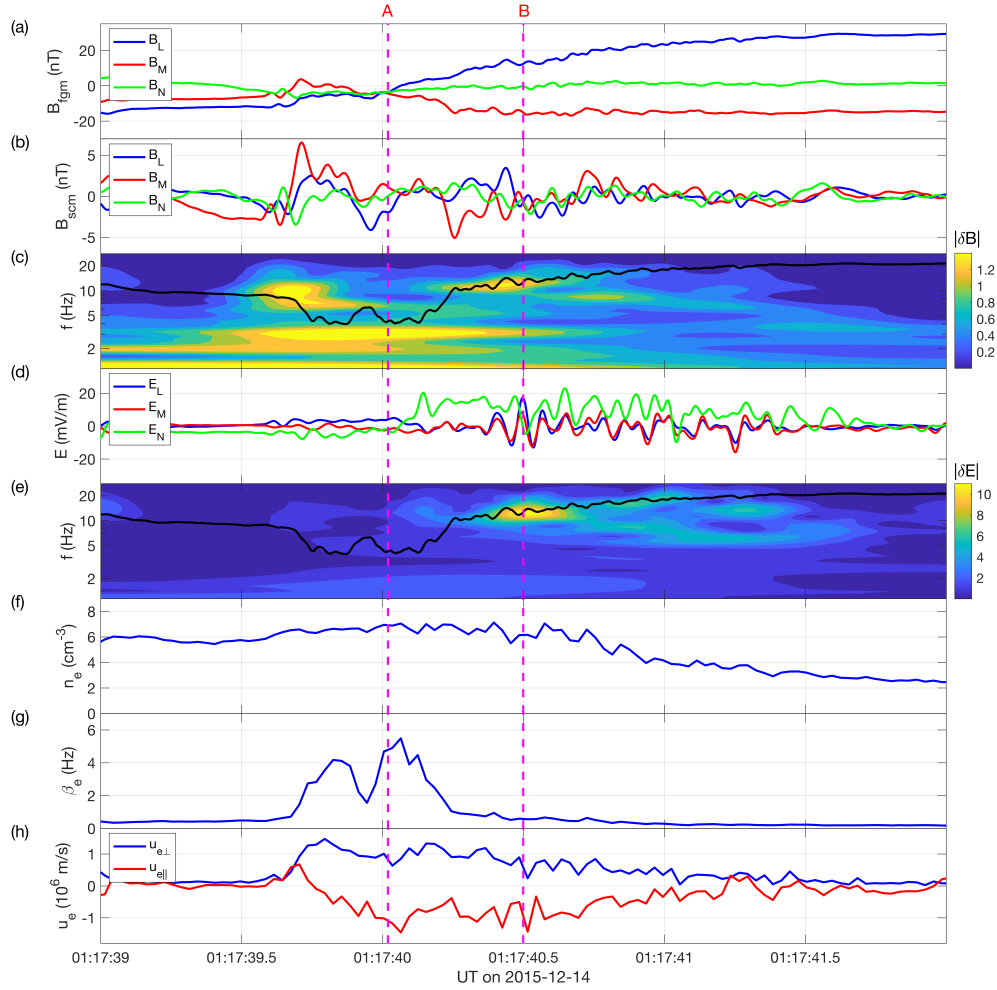 A B
(a)
B_fgm (nT)
20
0
-20
B_L
B_M
B_N
(b)
B_scm (nT)
5
0
-5
B_L
B_M
B_N
(c)
f (Hz)
20
10
5
2
|δB|
1.2
1
0.8
0.6
0.4
0.2
(d)
E (mV/m)
20
0
-20
E_L
E_M
E_N
(e)
f (Hz)
20
10
5
2
|δE|
10
8
6
4
2
0
(f)
n_e (cm^-3)
8
6
4
2
0
(g)
β_e (Hz)
6
4
2
0
(h)
u_e (10^6 m/s)
1
0
-1
u_e⊥
u_e||
01:17:39 01:17:39.5 01:17:40 01:17:40.5 01:17:41 01:17:41.5
UT on 2015-12-14